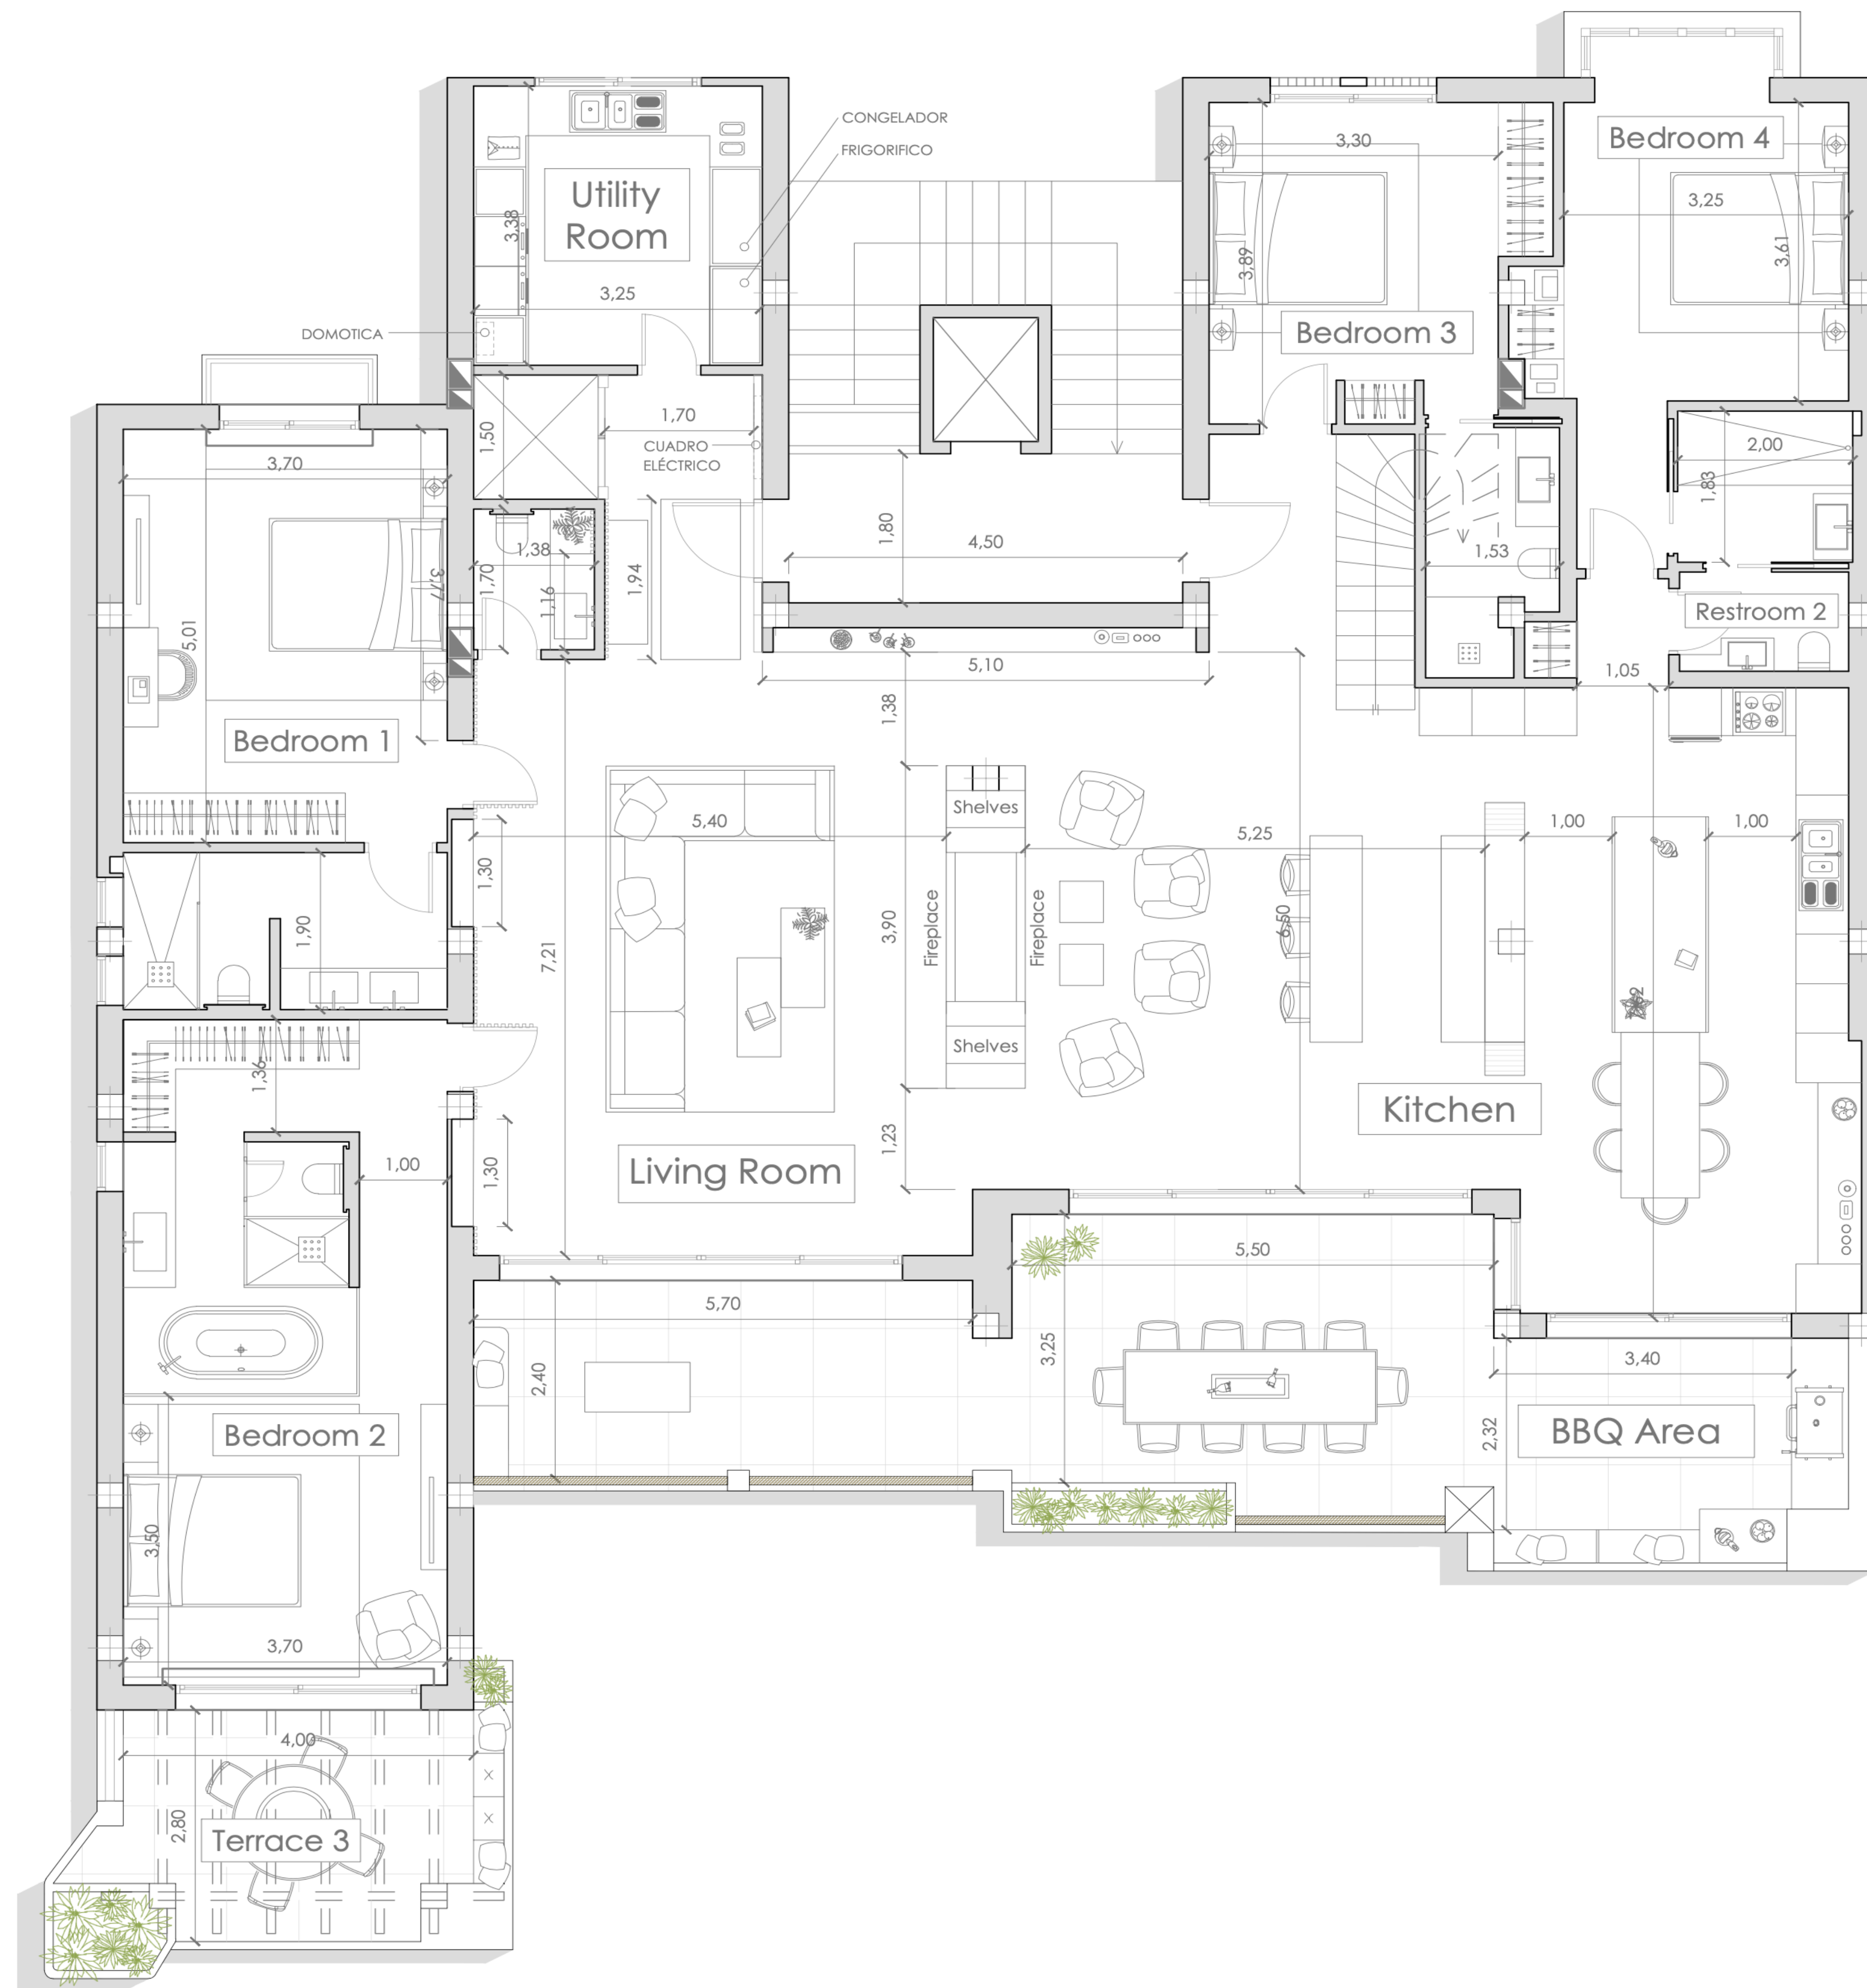 CONGELADOR
FRIGORIFICO
Utility
Room
3,38
3,25
DOMOTICA
3,30
3,89
Bedroom 3
Bedroom 4
3,25
3,61
1,50
1,70
CUADRO
ELÉCTRICO
3,70
3,77
5,01
Bedroom 1
1,38
1,70
1,16
1,94
1,80
4,50
1,53
2,00
1,83
Restroom 2
1,05
5,10
1,38
5,40
Shelves
5,25
1,00
1,00
1,30
1,90
7,21
3,90
Fireplace
Fireplace
6,50
Shelves
1,36
Kitchen
1,23
1,00
1,30
Living Room
5,50
5,70
2,40
3,25
3,40
2,32
BBQ Area
Bedroom 2
3,50
3,70
4,00
2,80
Terrace 3